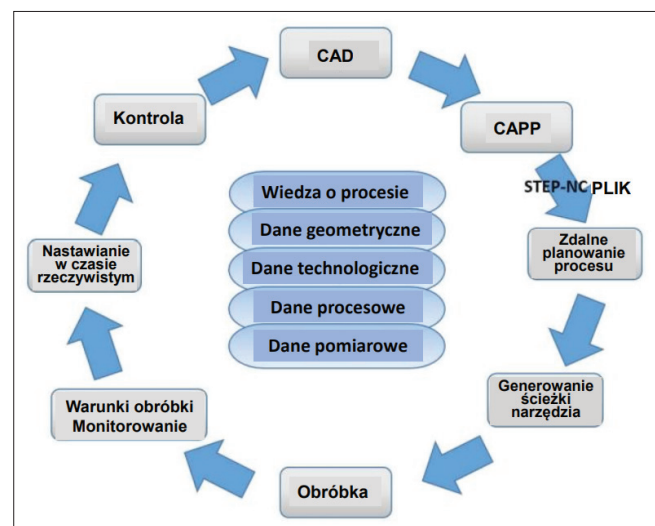 CAD
CAPP
STEP-NC PLIK
Zdalne
planowanie
procesu
Generowanie
ścieżki
narzędzia
Obróbka
Warunki obróbki
Monitorowanie
Nastawianie
w czasie
rzeczywistym
Kontrola
Wiedza o procesie
Dane geometryczne
Dane technologiczne
Dane procesowe
Dane pomiarowe